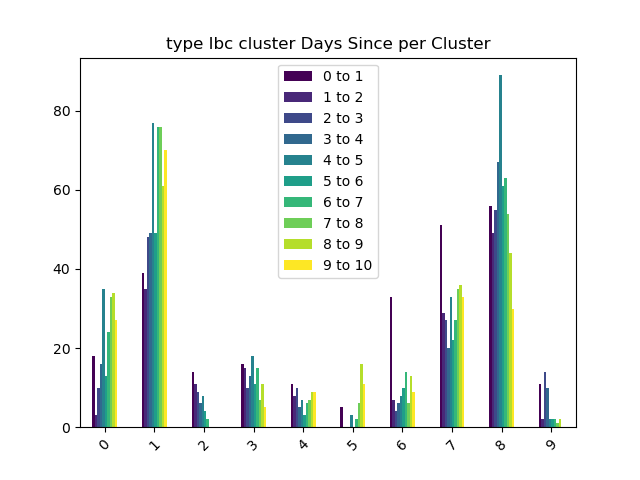 type Ibc cluster Days Since per Cluster
0 to 1
1 to 2
2 to 3
3 to 4
4 to 5
5 to 6
6 to 7
7 to 8
8 to 9
9 to 10
80
60
40
20
0
0 1 2 3 4 5 6 7 8 9